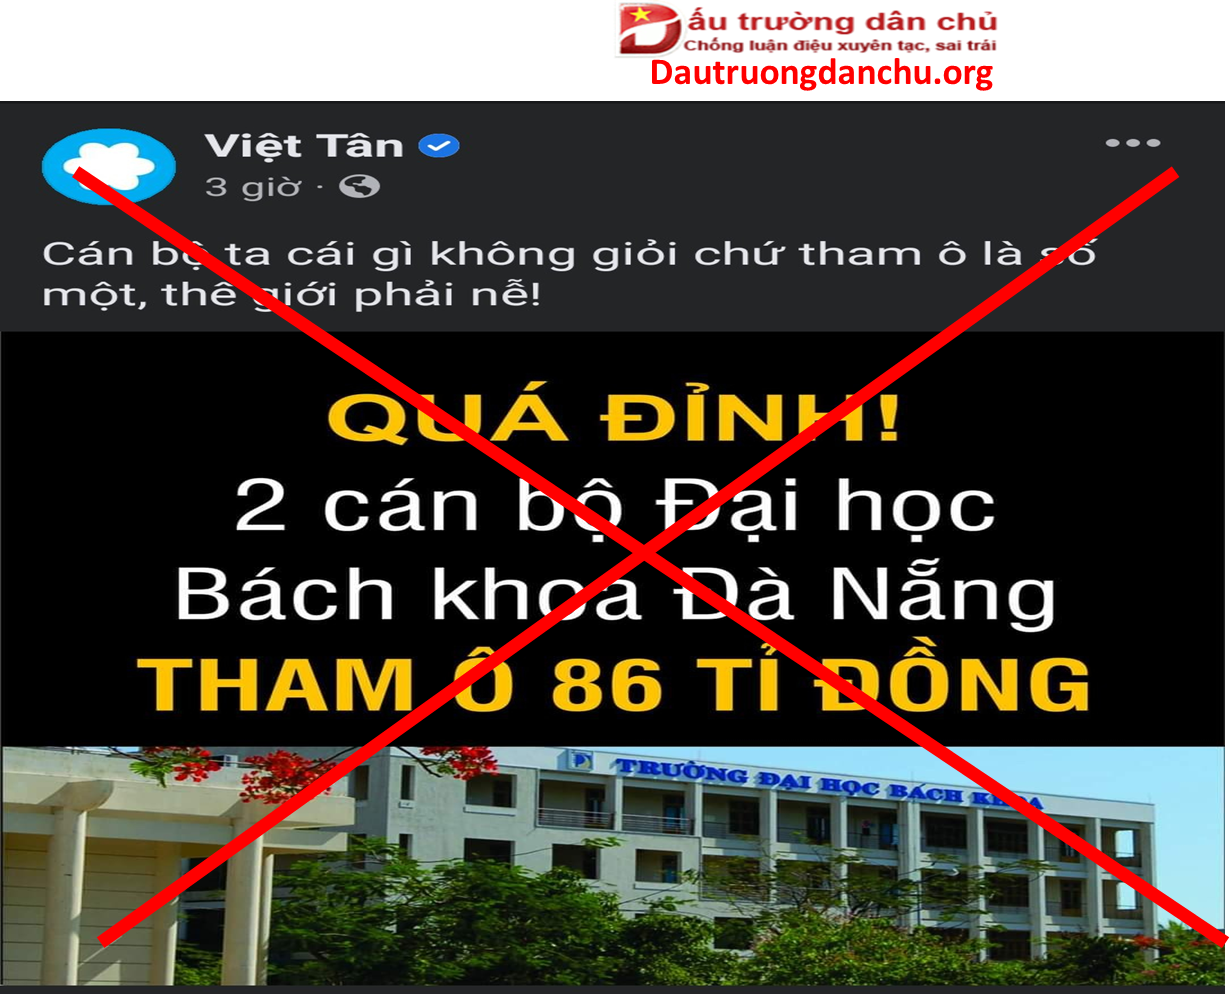 Dấu trường dân chủ
Chống luận điệu xuyên tạc, sai trái
Dautruongdanchu.org
Việt Tân
3 giờ ·
Cán bộ ta cái gì không giỏi chứ tham ô là số
một, thế giới phải nễ!
QUÁ ĐỈNH!
2 cán bộ Đại học
Bách khoa Đà Nẵng
THAM Ô 86 TỈ ĐỒNG
TRƯỜNG ĐẠI HỌC BÁCH KHOA